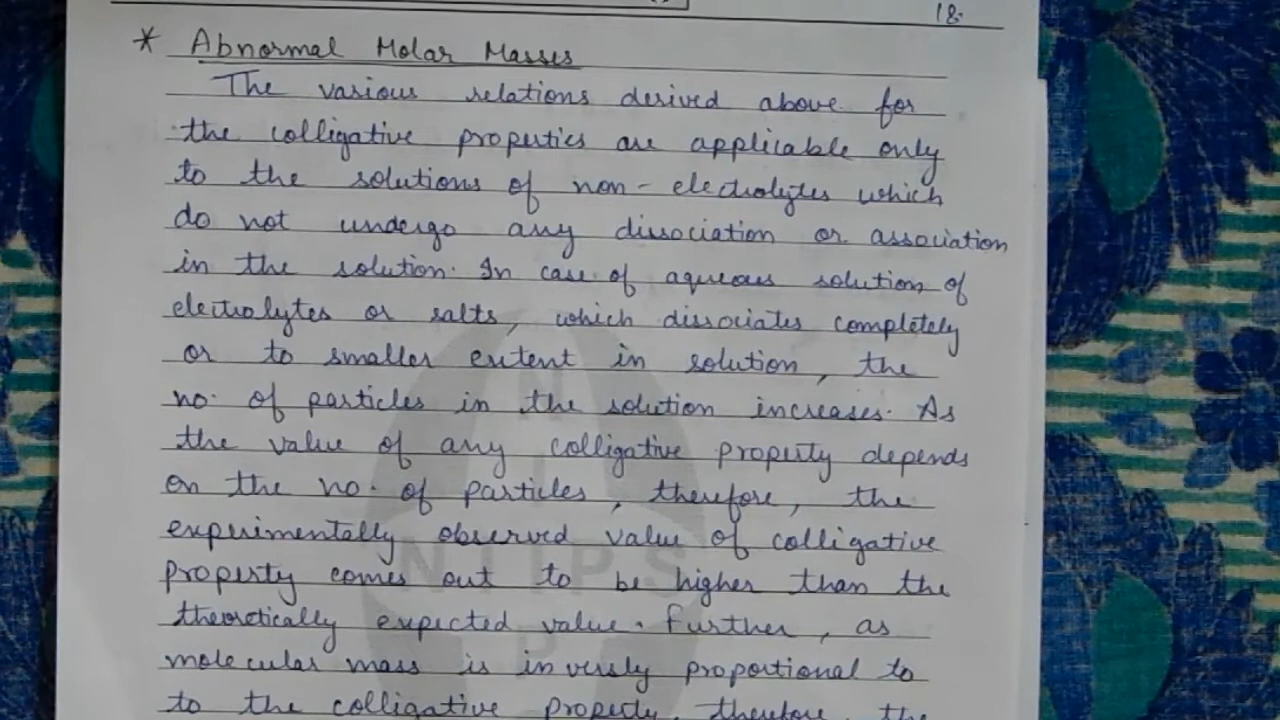 18.
* Abnormal Molar Masses
The various relations derived above for
the colligative properties are applicable only
to the solutions of non-electrolytes which
do not undergo any dissociation or association
in the solution. In case of aqueous solution of
electrolytes or salts, which dissociates completely
or to smaller extent in solution, the
no. of particles in the solution increases. As
the value of any colligative property depends
on the no. of particles, therefore, the
experimentally observed value of colligative
property comes out to be higher than the
theoretically expected value. Further, as
molecular mass is inversly proportional to
to the colligative property, therefore, the
N
I
NIIPS
P